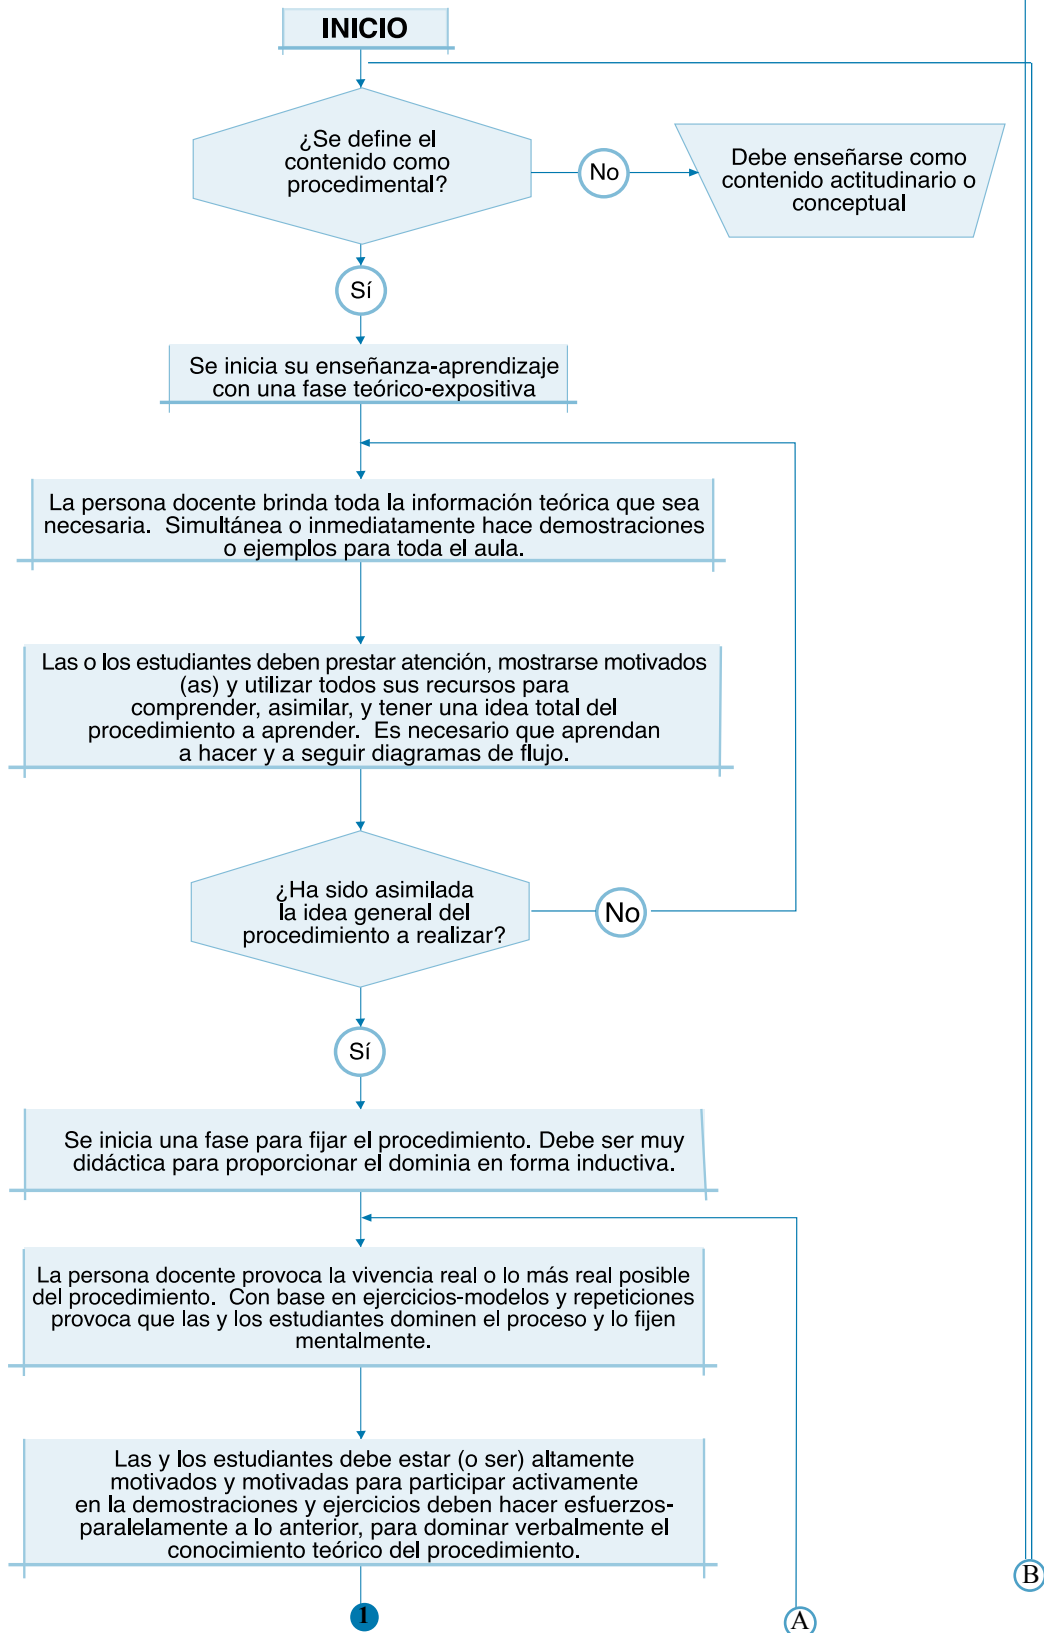 INICIO
¿Se define el
contenido como
procedimental?
No
Debe enseñarse como
contenido actitudinario o
conceptual
Sí
Se inicia su enseñanza-aprendizaje
con una fase teórico-expositiva
La persona docente brinda toda la información teórica que sea
necesaria. Simultánea o inmediatamente hace demostraciones
o ejemplos para toda el aula.
Las o los estudiantes deben prestar atención, mostrarse motivados
(as) y utilizar todos sus recursos para
comprender, asimilar, y tener una idea total del
procedimiento a aprender. Es necesario que aprendan
a hacer y a seguir diagramas de flujo.
¿Ha sido asimilada
la idea general del
procedimiento a realizar?
No
Sí
Se inicia una fase para fijar el procedimiento. Debe ser muy
didáctica para proporcionar el dominia en forma inductiva.
La persona docente provoca la vivencia real o lo más real posible
del procedimiento. Con base en ejercicios-modelos y repeticiones
provoca que las y los estudiantes dominen el proceso y lo fijen
mentalmente.
Las y los estudiantes debe estar (o ser) altamente
motivados y motivadas para participar activamente
en la demostraciones y ejercicios deben hacer esfuerzos-
paralelamente a lo anterior, para dominar verbalmente el
conocimiento teórico del procedimiento.
1
A
B